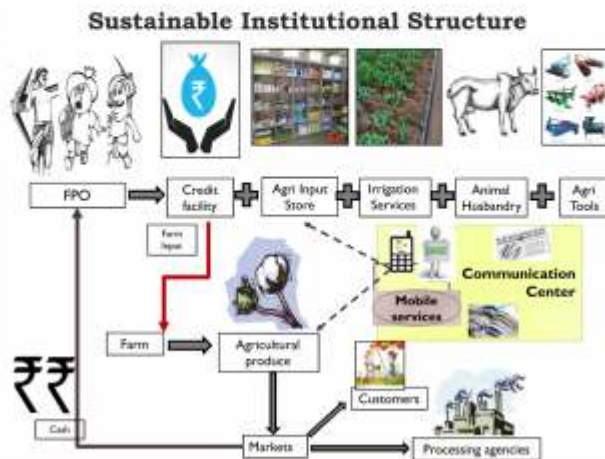 Sustainable Institutional Structure
₹
FPO
Credit
facility
Agri Input
Store
Irrigation
Services
Animal
Husbandry
Agri
Tools
Farm
Input
Communication
Center
Mobile
services
Farm
Agricultural
produce
₹₹
Customers
Cash
Markets
Processing agencies